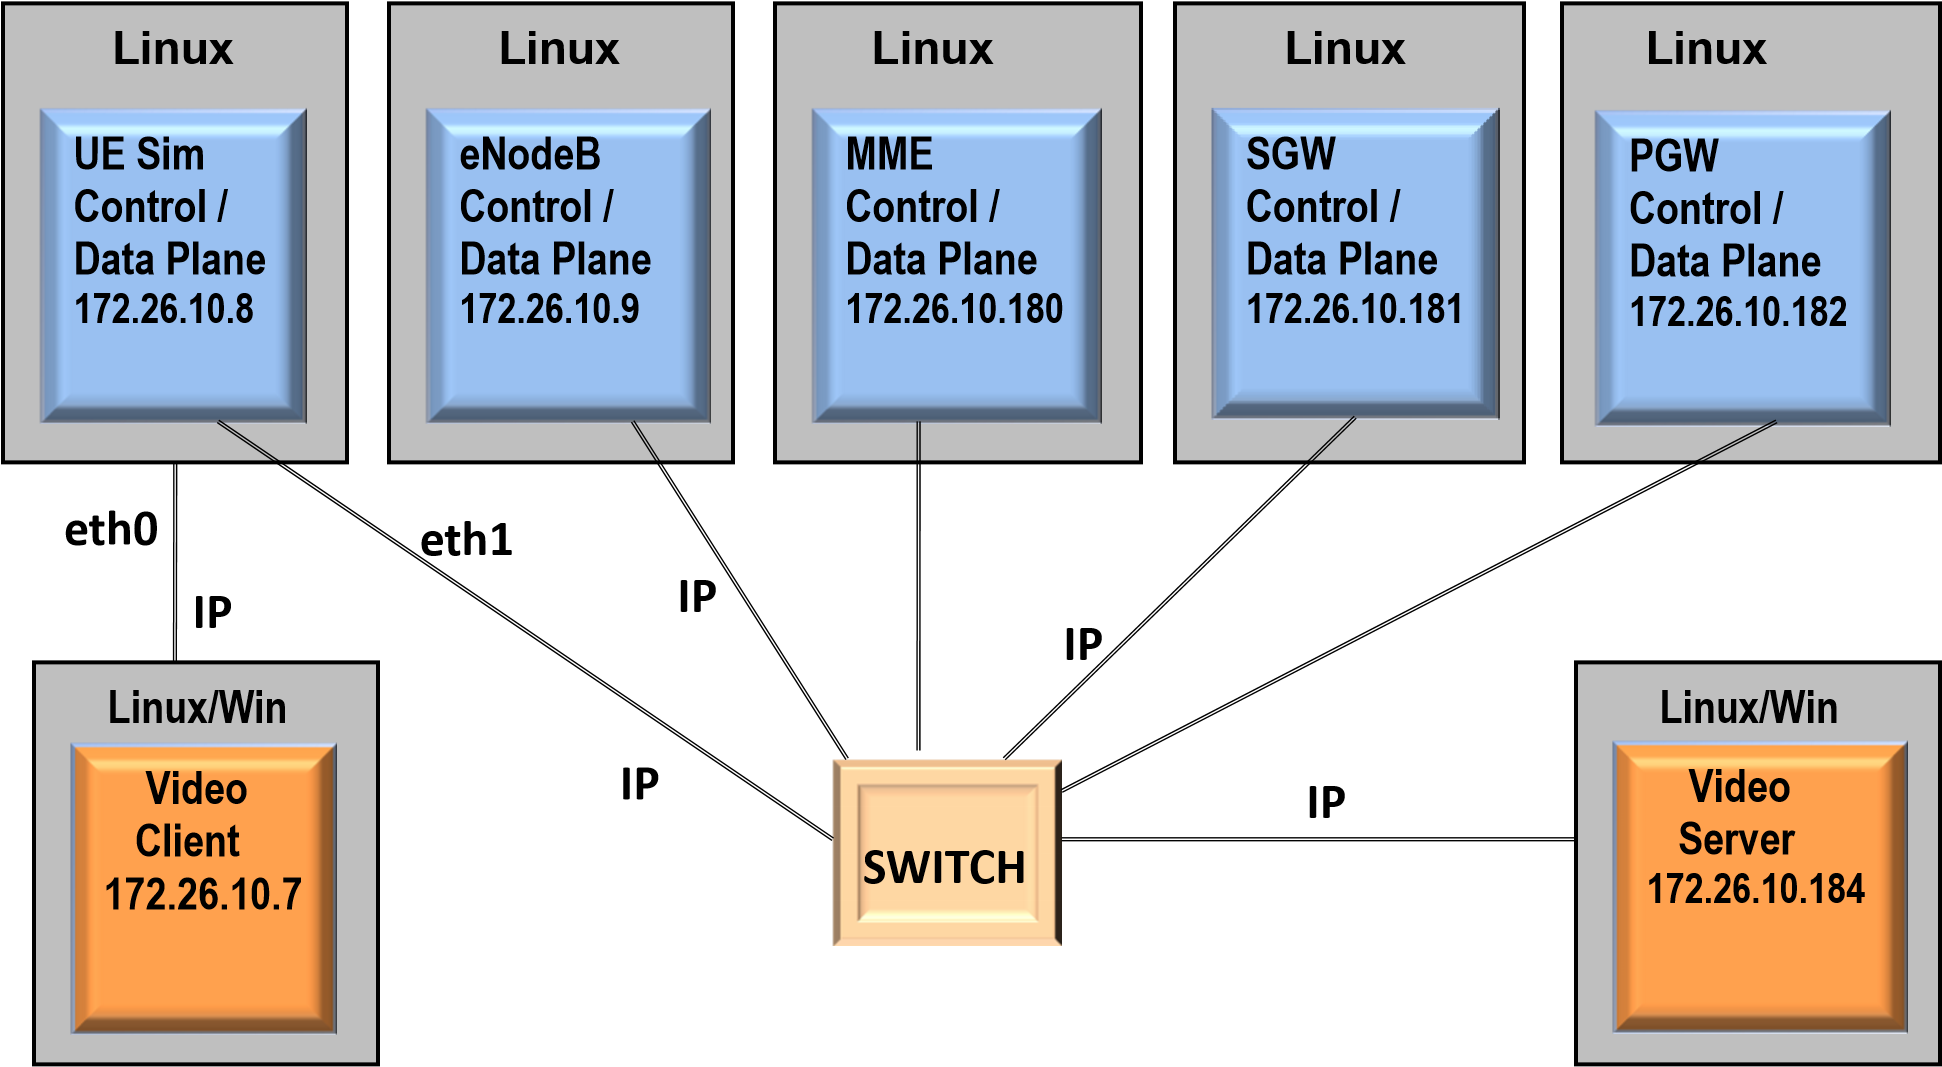 Linux
UE Sim
Control /
Data Plane
172.26.10.8
Linux
eNodeB
Control /
Data Plane
172.26.10.9
Linux
MME
Control /
Data Plane
172.26.10.180
Linux
SGW
Control /
Data Plane
172.26.10.181
Linux
PGW
Control /
Data Plane
172.26.10.182
eth0
eth1
IP
IP
IP
IP
IP
Linux/Win
Video
Client
172.26.10.7
SWITCH
Linux/Win
Video
Server
172.26.10.184